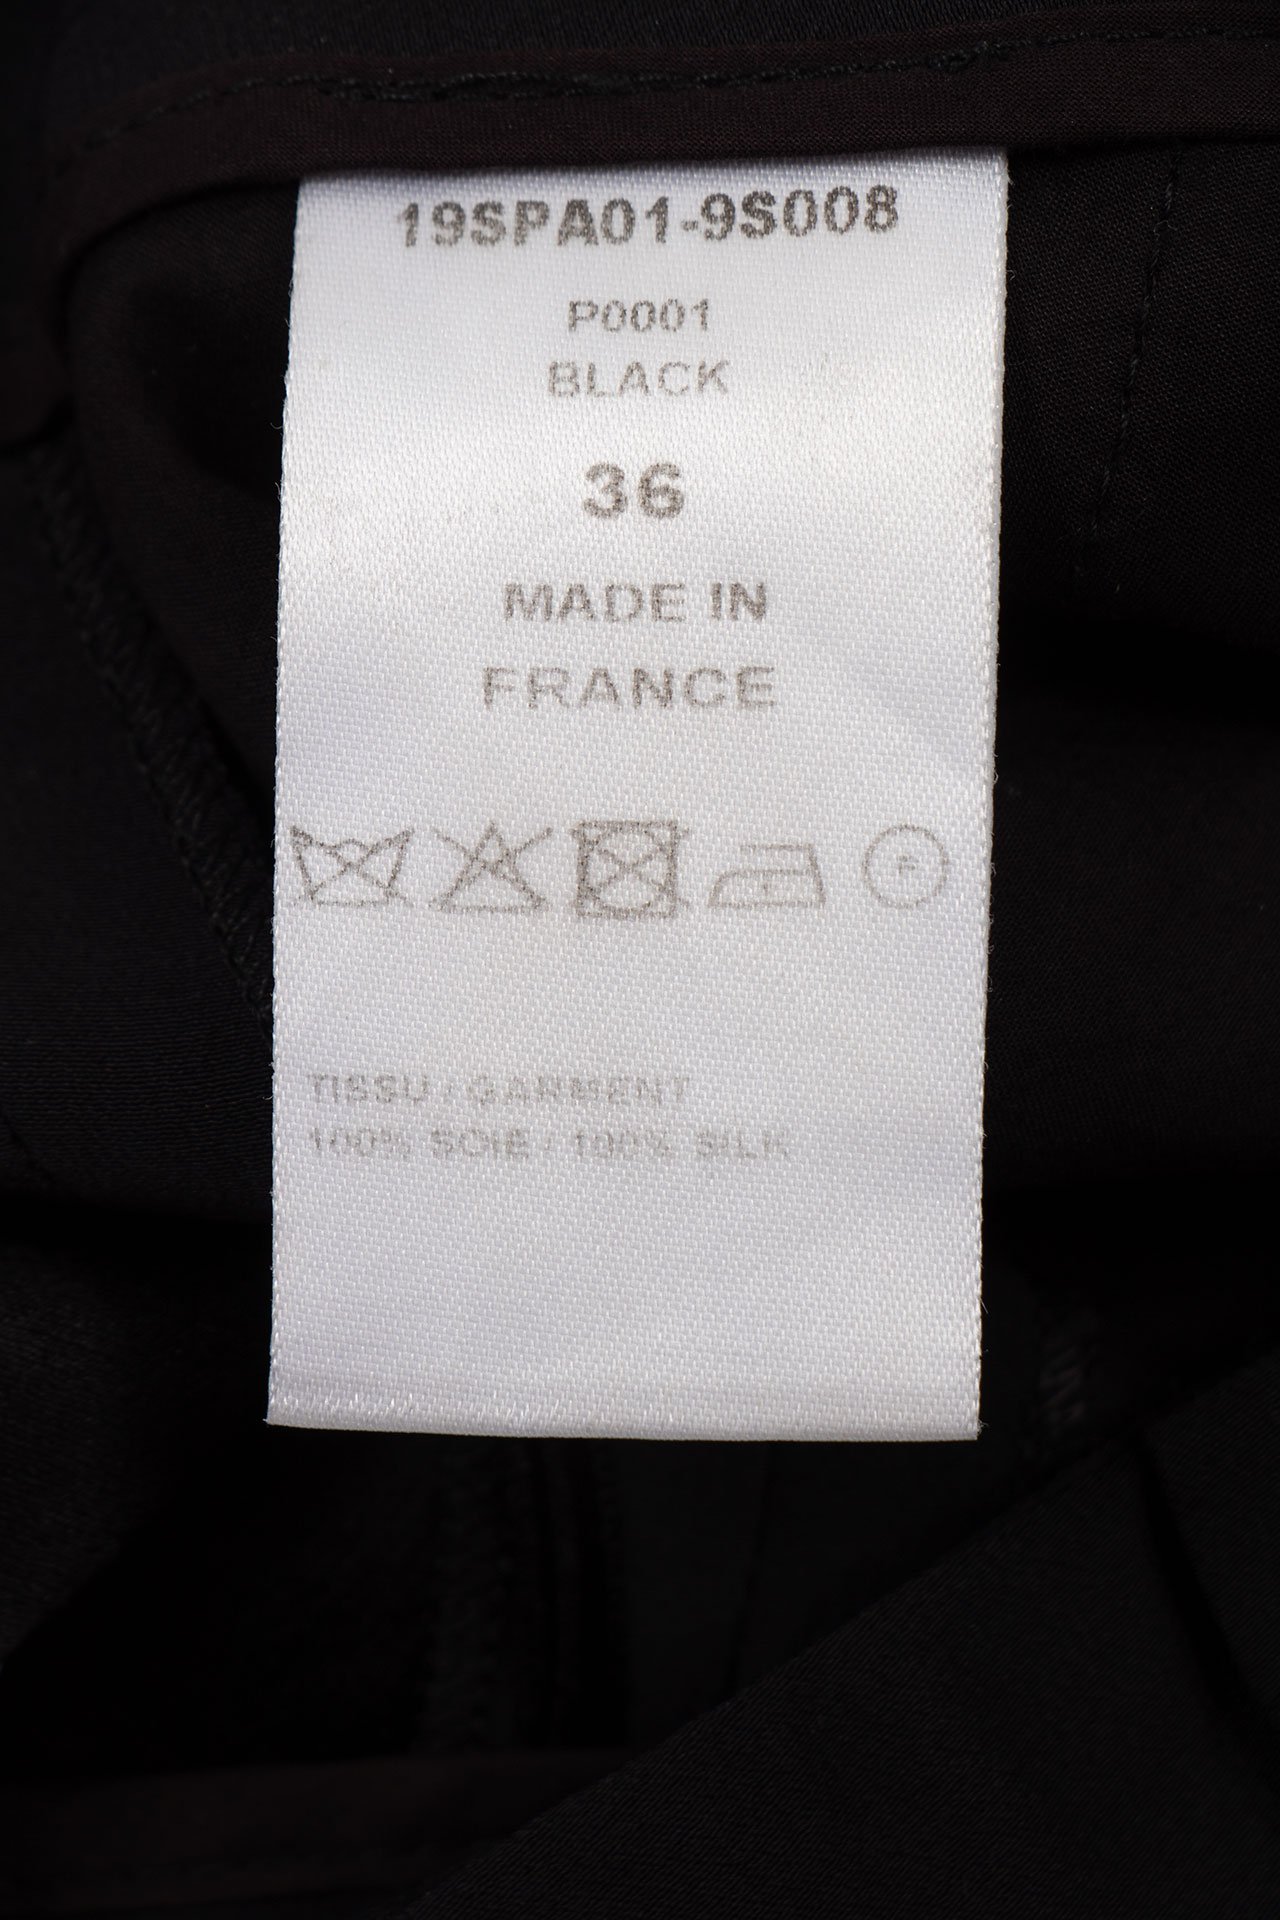 19SPA01-9S008
P0001
BLACK
36
MADE IN
FRANCE
P
TISSU / GARMENT
100% SOIE / 100% SILK